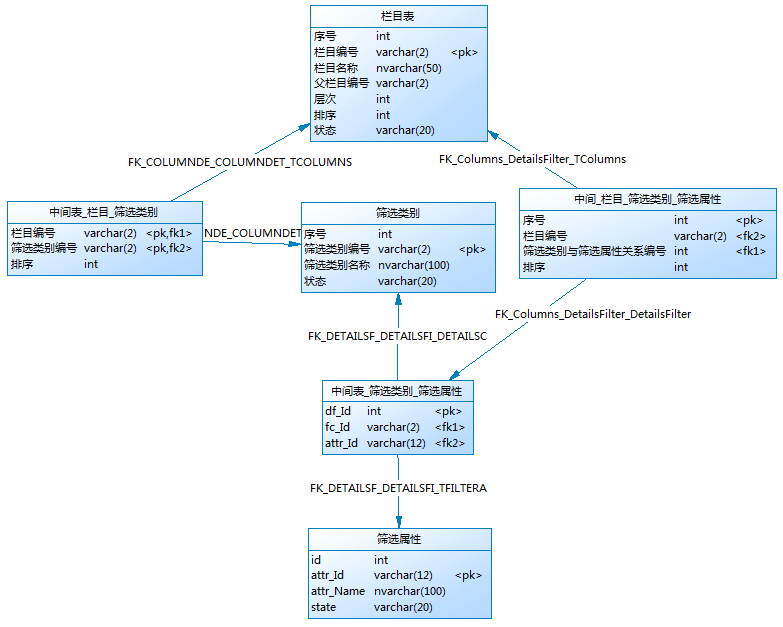 栏目表
序号 int
栏目编号 varchar(2) <pk>
栏目名称 nvarchar(50)
父栏目编号 varchar(2)
层次 int
排序 int
状态 varchar(20)
FK_COLUMNDE_COLUMNDET_TCOLUMNS
FK_Columns_DetailsFilter_TColumns
中间表_栏目_筛选类别
栏目编号 varchar(2) <pk,fk1>
筛选类别编号 varchar(2) <pk,fk2>
排序 int
NDE_COLUMNDET
筛选类别
序号 int
筛选类别编号 varchar(2) <pk>
筛选类别名称 nvarchar(100)
状态 varchar(20)
中间_栏目_筛选类别_筛选属性
序号 int <pk>
栏目编号 varchar(2) <fk2>
筛选类别与筛选属性关系编号 int <fk1>
排序 int
FK_Columns_DetailsFilter_DetailsFilter
FK_DETAILSF_DETAILSFI_DETAILSC
中间表_筛选类别_筛选属性
df_Id int <pk>
fc_Id varchar(2) <fk1>
attr_Id varchar(12) <fk2>
FK_DETAILSF_DETAILSFI_TFILTERA
筛选属性
id int
attr_Id varchar(12) <pk>
attr_Name nvarchar(100)
state varchar(20)